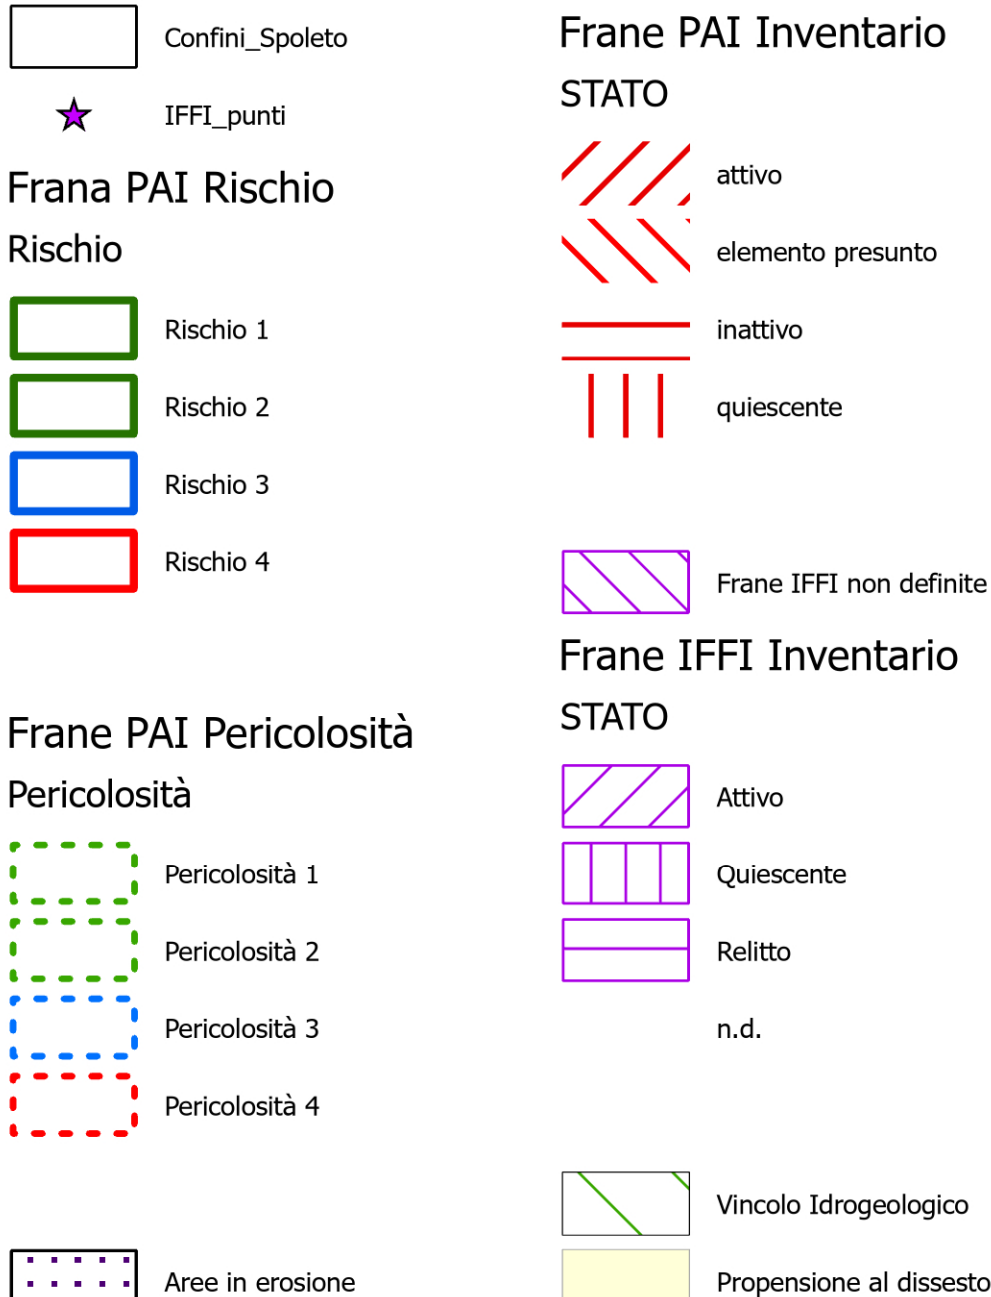 Confini_Spoleto
IFFI_punti
Frana PAI Rischio
Rischio
Rischio 1
Rischio 2
Rischio 3
Rischio 4
Frane PAI Pericolosità
Pericolosità
Pericolosità 1
Pericolosità 2
Pericolosità 3
Pericolosità 4
Aree in erosione
Frane PAI Inventario
STATO
attivo
elemento presunto
inattivo
quiescente
Frane IFFI non definite
Frane IFFI Inventario
STATO
Attivo
Quiescente
Relitto
n.d.
Vincolo Idrogeologico
Propensione al dissesto